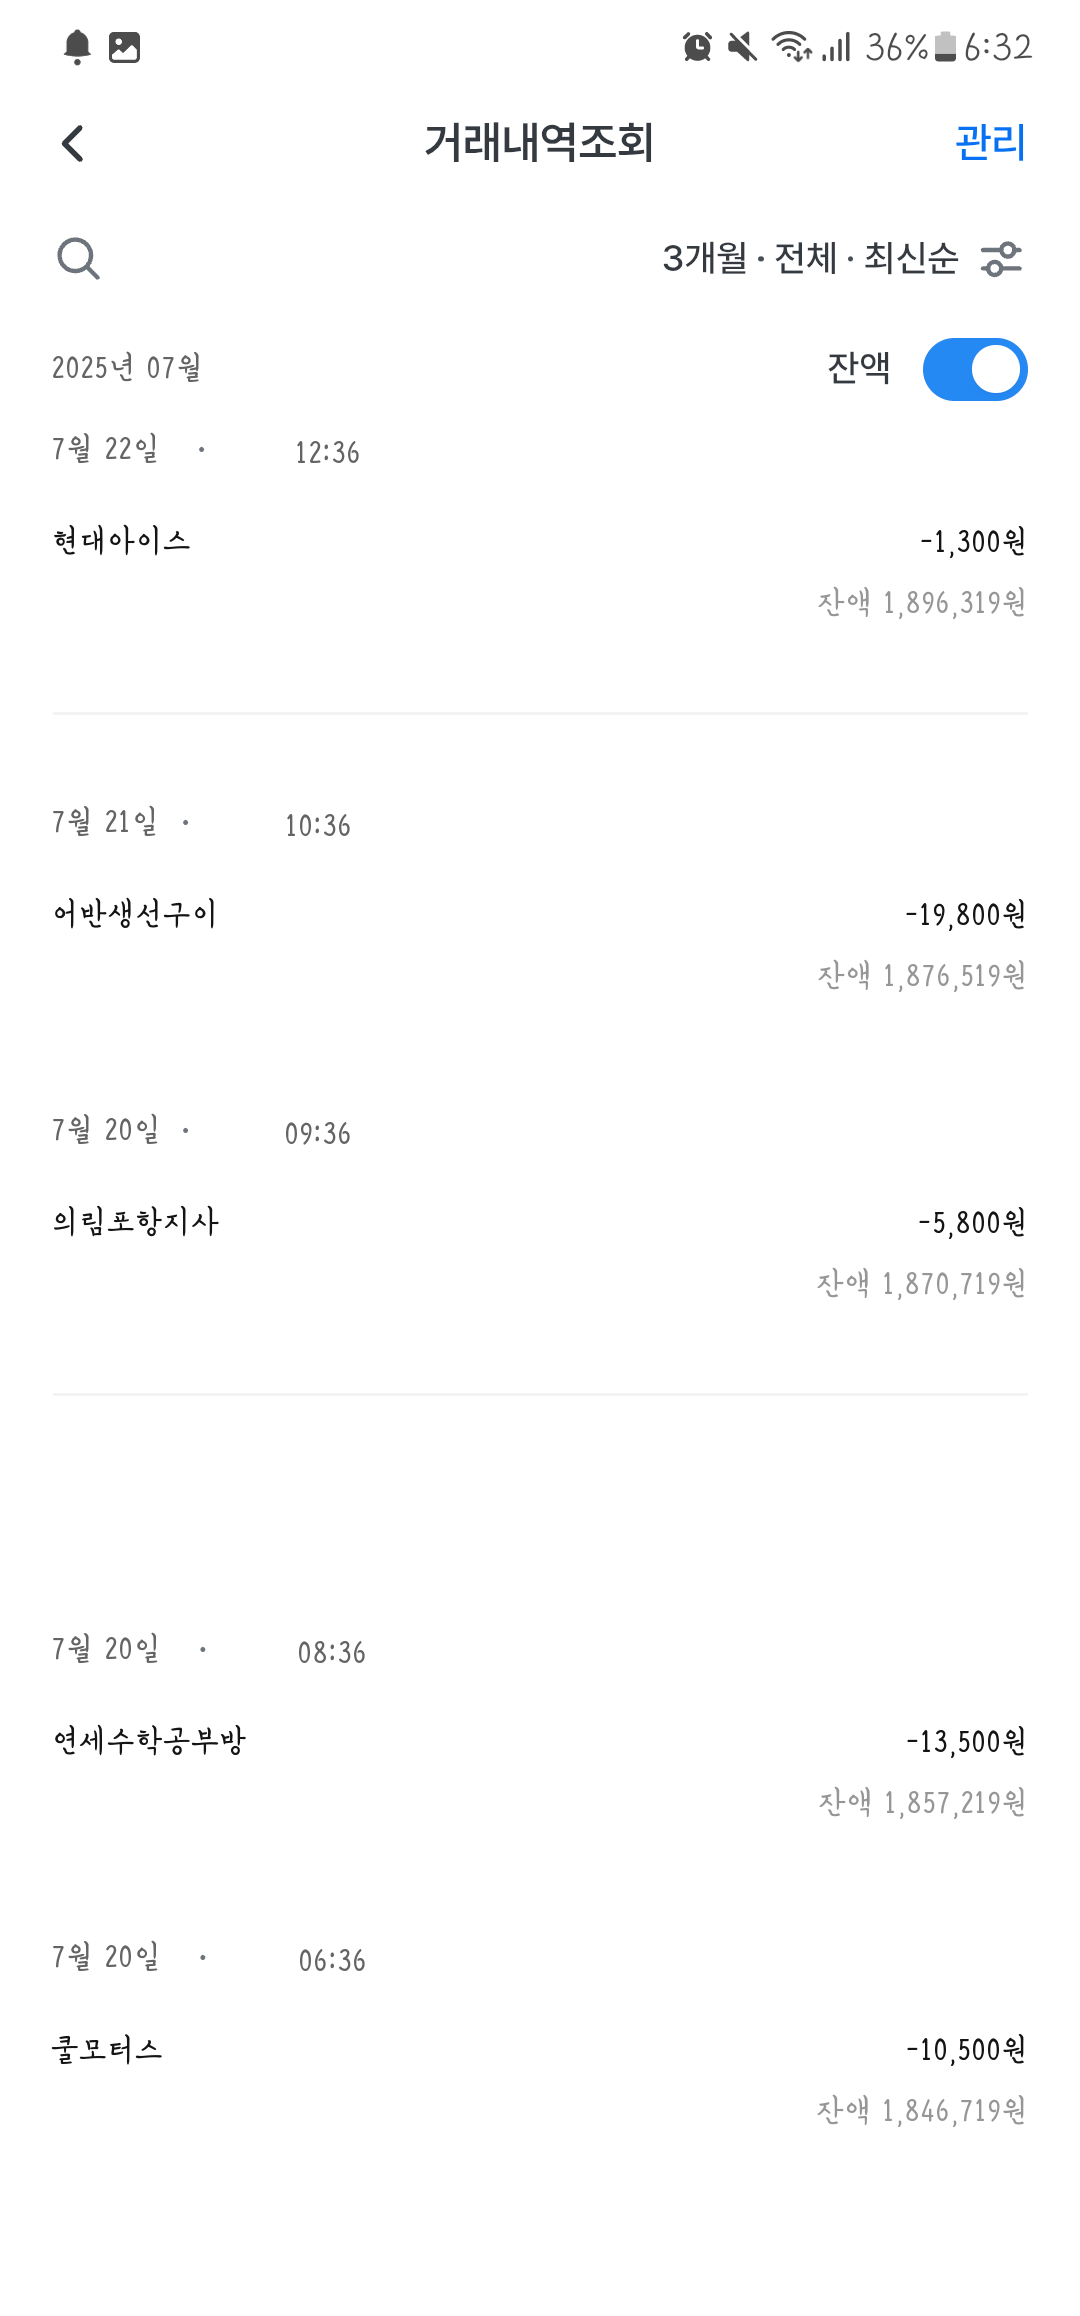 36% 6:32
거래내역조회 관리
3개월 · 전체 · 최신순
2025년 07월 잔액
7월 22일 · 12:36
현대아이스 -1,300원
잔액 1,896,319원
7월 21일 · 10:36
어반생선구이 -19,800원
잔액 1,876,519원
7월 20일 · 09:36
의림포항지사 -5,800원
잔액 1,870,719원
7월 20일 · 08:36
연세수학공부방 -13,500원
잔액 1,857,219원
7월 20일 · 06:36
쿨모터스 -10,500원
잔액 1,846,719원